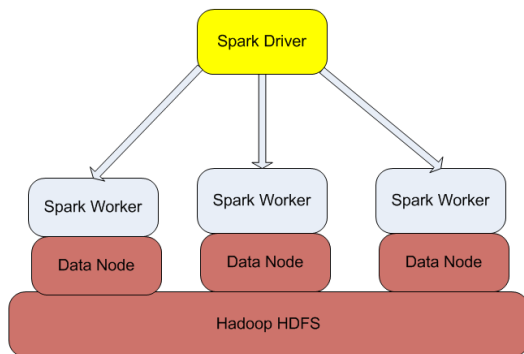 Spark Driver
Spark Worker
Spark Worker
Spark Worker
Data Node
Data Node
Data Node
Hadoop HDFS